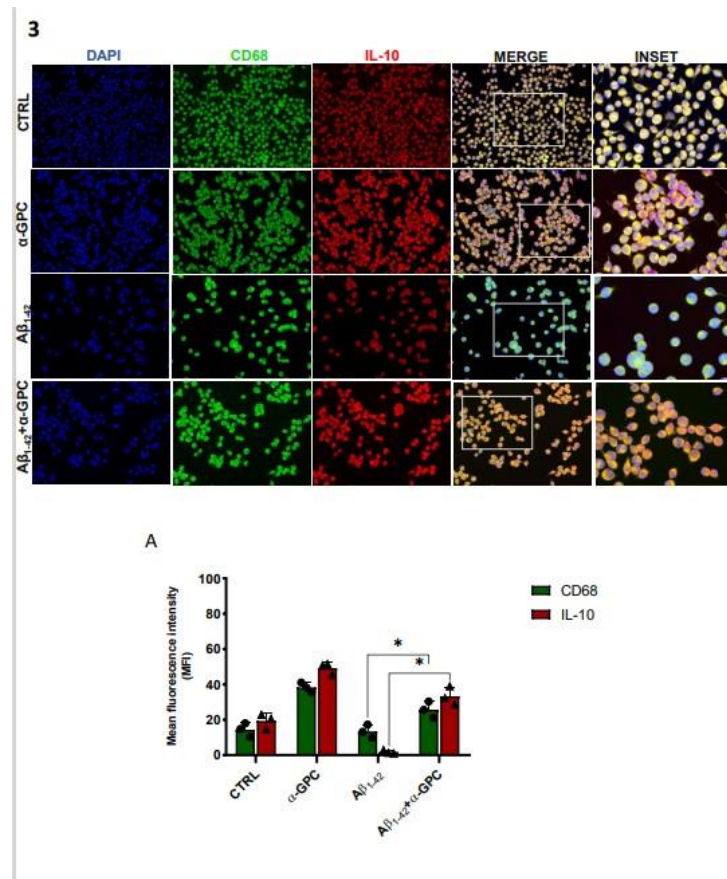 3
DAPI CD68 IL-10 MERGE INSET
CTRL
α-GPC
Aβ1-42
Aβ1-42+α-GPC
A
Mean fluorescence intensity
(MFI)
100
80
60
40
20
0
* 
*
CD68
IL-10
CTRL
α-GPC
Aβ1-42
Aβ1-42+α-GPC